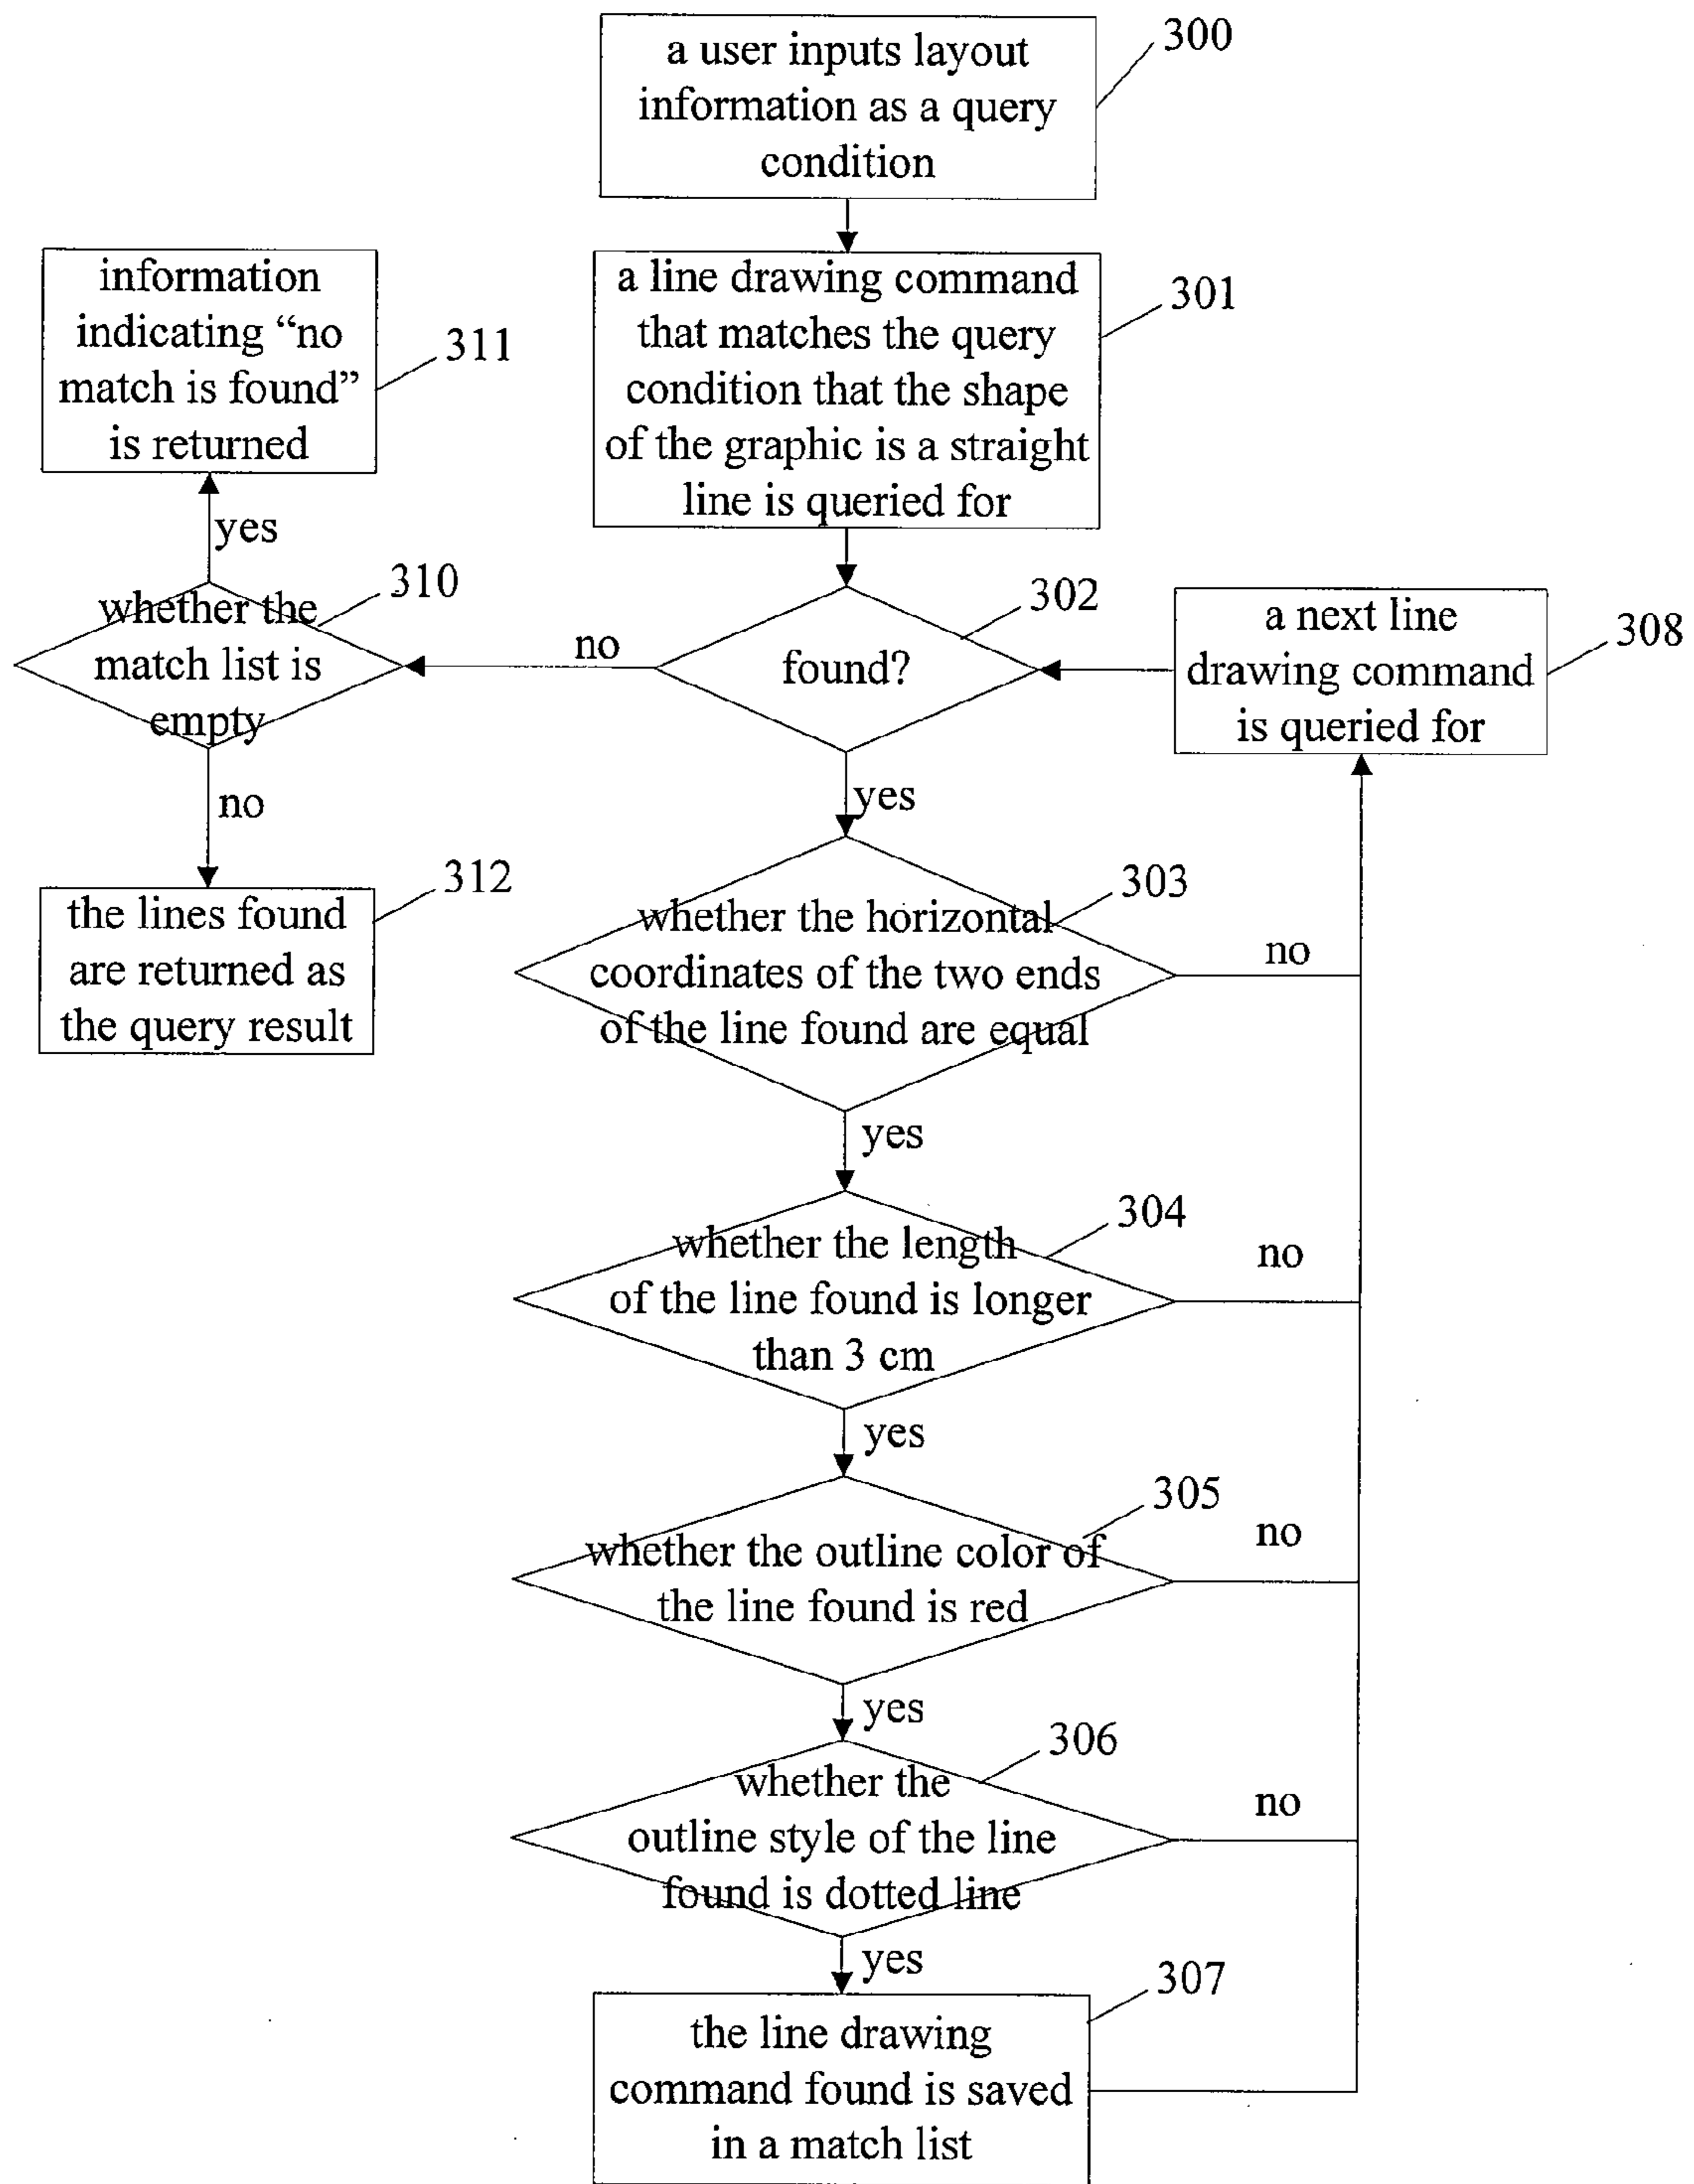 a user inputs layout
information as a query
condition
300
information
indicating “no
match is found”
is returned
311
a line drawing command
that matches the query
condition that the shape
of the graphic is a straight
line is queried for
301
yes
whether the
match list is
empty
310
no
found?
302
a next line
drawing command
is queried for
308
no
yes
the lines found
are returned as
the query result
312
whether the horizontal
coordinates of the two ends
of the line found are equal
303
no
yes
whether the length
of the line found is longer
than 3 cm
304
no
yes
whether the outline color of
the line found is red
305
no
yes
whether the
outline style of the line
found is dotted line
306
no
yes
the line drawing
command found is saved
in a match list
307